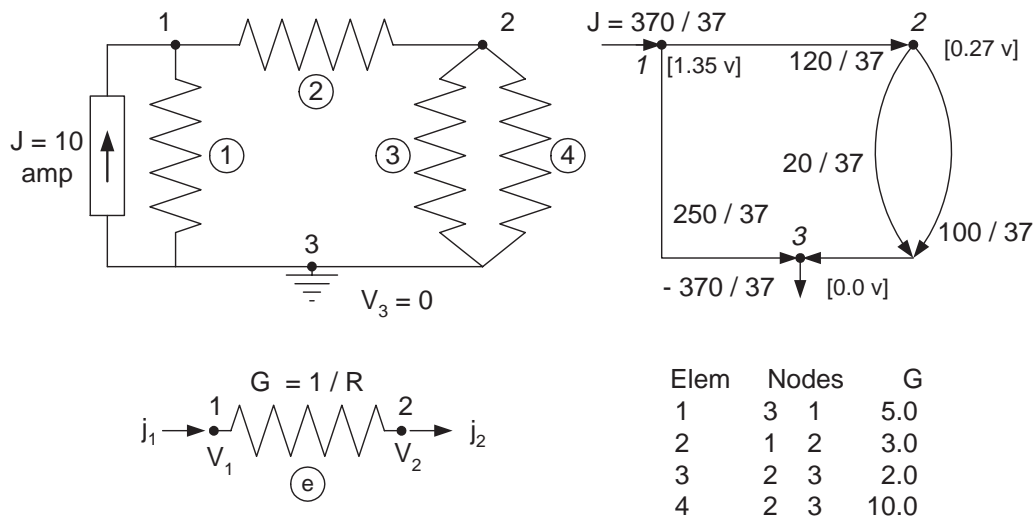 1
2
J = 10
amp
1
2
3
4
3
V3 = 0
J = 370 / 37
1
[1.35 v]
2
[0.27 v]
120 / 37
20 / 37
250 / 37
100 / 37
3
- 370 / 37
[0.0 v]
G = 1 / R
j1
1
2
j2
V1
V2
e
Elem Nodes G
1 3 1 5.0
2 1 2 3.0
3 2 3 2.0
4 2 3 10.0